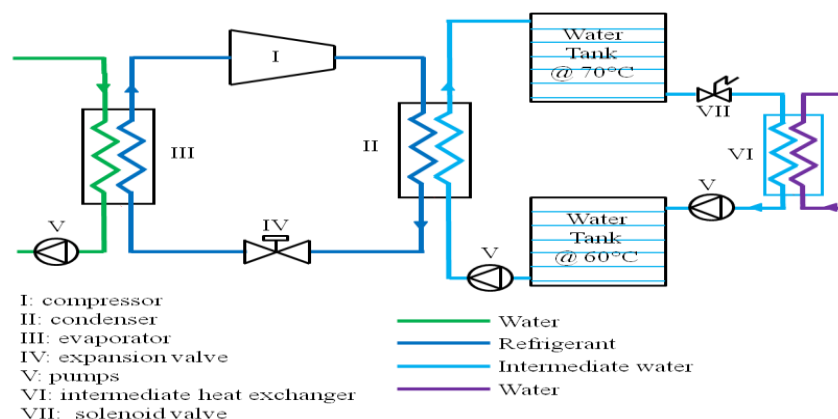 I
Water
Tank
@ 70°C
VII
III
II
VI
V
IV
V
Water
Tank
@ 60°C
V
I: compressor
II: condenser
III: evaporator
IV: expansion valve
V: pumps
VI: intermediate heat exchanger
VII: solenoid valve
Water
Refrigerant
Intermediate water
Water